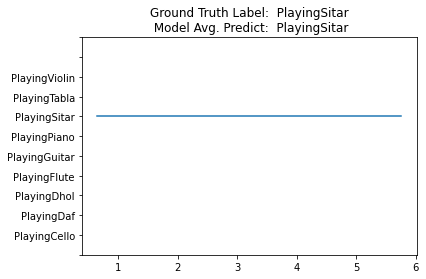 Ground Truth Label:  PlayingSitar
Model Avg. Predict:  PlayingSitar
PlayingViolin
PlayingTabla
PlayingSitar
PlayingPiano
PlayingGuitar
PlayingFlute
PlayingDhol
PlayingDaf
PlayingCello
1 2 3 4 5 6